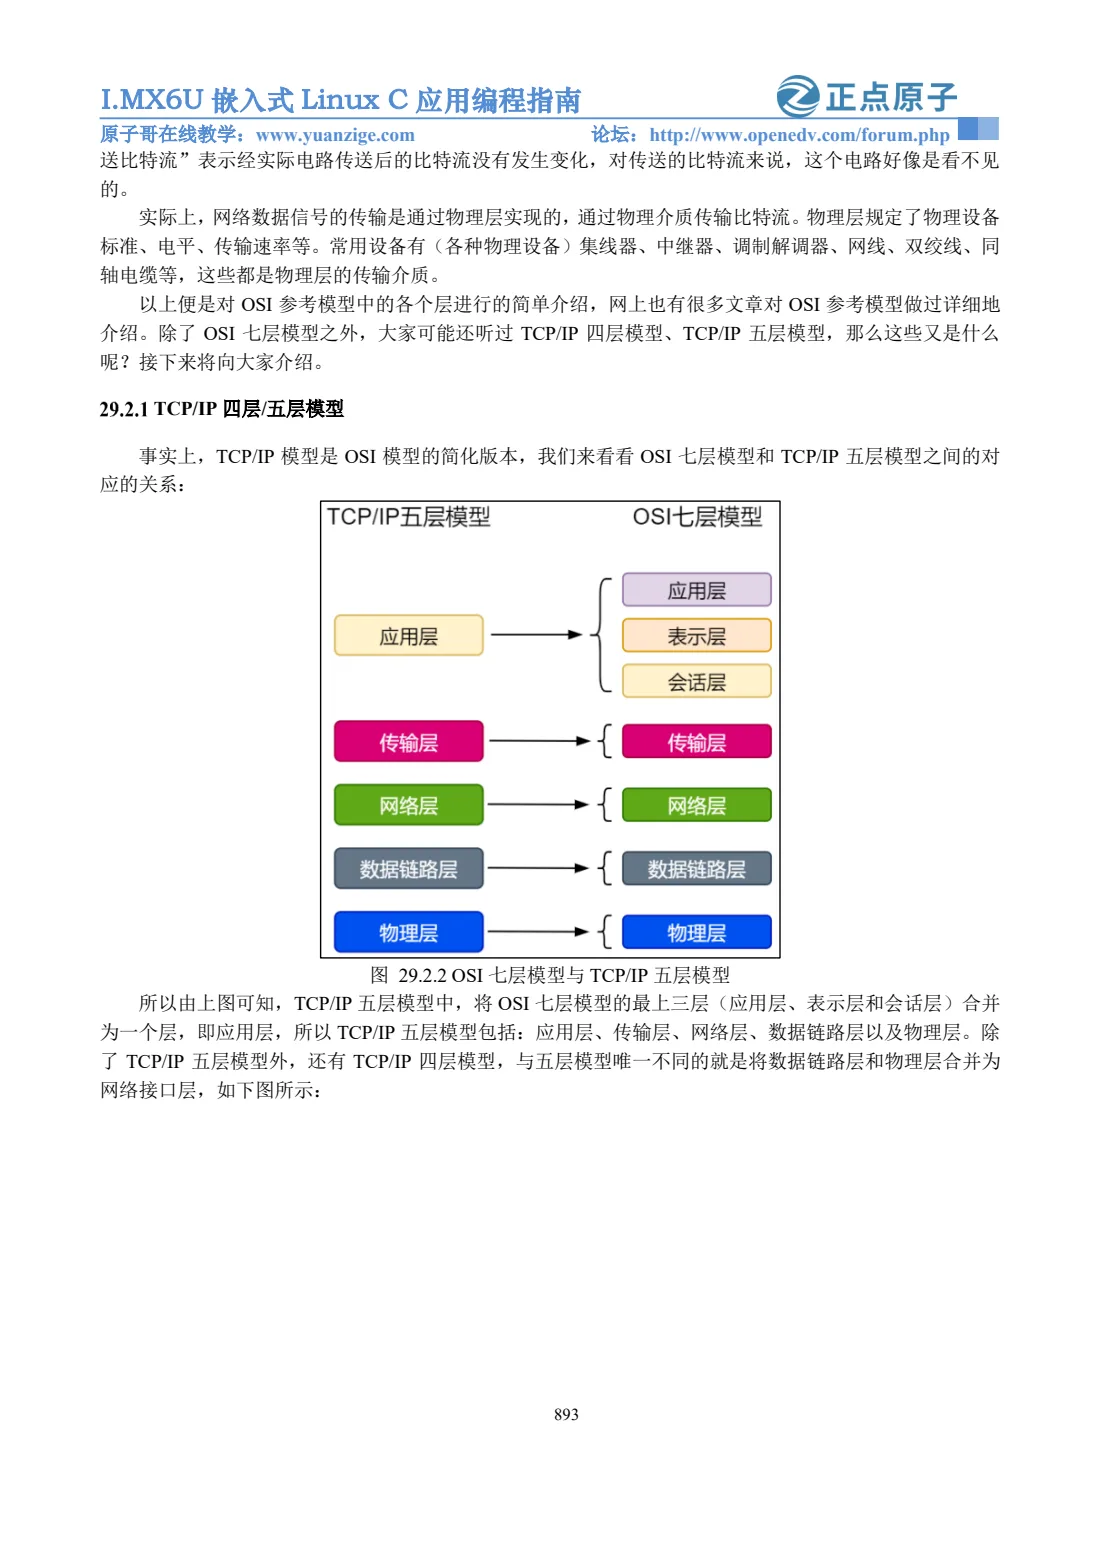 I.MX6U 嵌入式 Linux C 应用编程指南
正点原子
原子哥在线教学：www.yuanzige.com 论坛：http://www.openedv.com/forum.php
送比特流”表示经实际电路传送后的比特流没有发生变化，对传送的比特流来说，这个电路好像是看不见
的。
实际上，网络数据信号的传输是通过物理层实现的，通过物理介质传输比特流。物理层规定了物理设备
标准、电平、传输速率等。常用设备有（各种物理设备）集线器、中继器、调制解调器、网线、双绞线、同
轴电缆等，这些都是物理层的传输介质。
以上便是对 OSI 参考模型中的各个层进行的简单介绍，网上也有很多文章对 OSI 参考模型做过详细地
介绍。除了 OSI 七层模型之外，大家可能还听过 TCP/IP 四层模型、TCP/IP 五层模型，那么这些又是什么
呢？接下来将向大家介绍。
29.2.1 TCP/IP 四层/五层模型
事实上，TCP/IP 模型是 OSI 模型的简化版本，我们来看看 OSI 七层模型和 TCP/IP 五层模型之间的对
应的关系：
TCP/IP五层模型 OSI七层模型
应用层
应用层
表示层
会话层
传输层 传输层
网络层 网络层
数据链路层 数据链路层
物理层 物理层
图 29.2.2 OSI 七层模型与 TCP/IP 五层模型
所以由上图可知，TCP/IP 五层模型中，将 OSI 七层模型的最上三层（应用层、表示层和会话层）合并
为一个层，即应用层，所以 TCP/IP 五层模型包括：应用层、传输层、网络层、数据链路层以及物理层。除
了 TCP/IP 五层模型外，还有 TCP/IP 四层模型，与五层模型唯一不同的就是将数据链路层和物理层合并为
网络接口层，如下图所示：
893